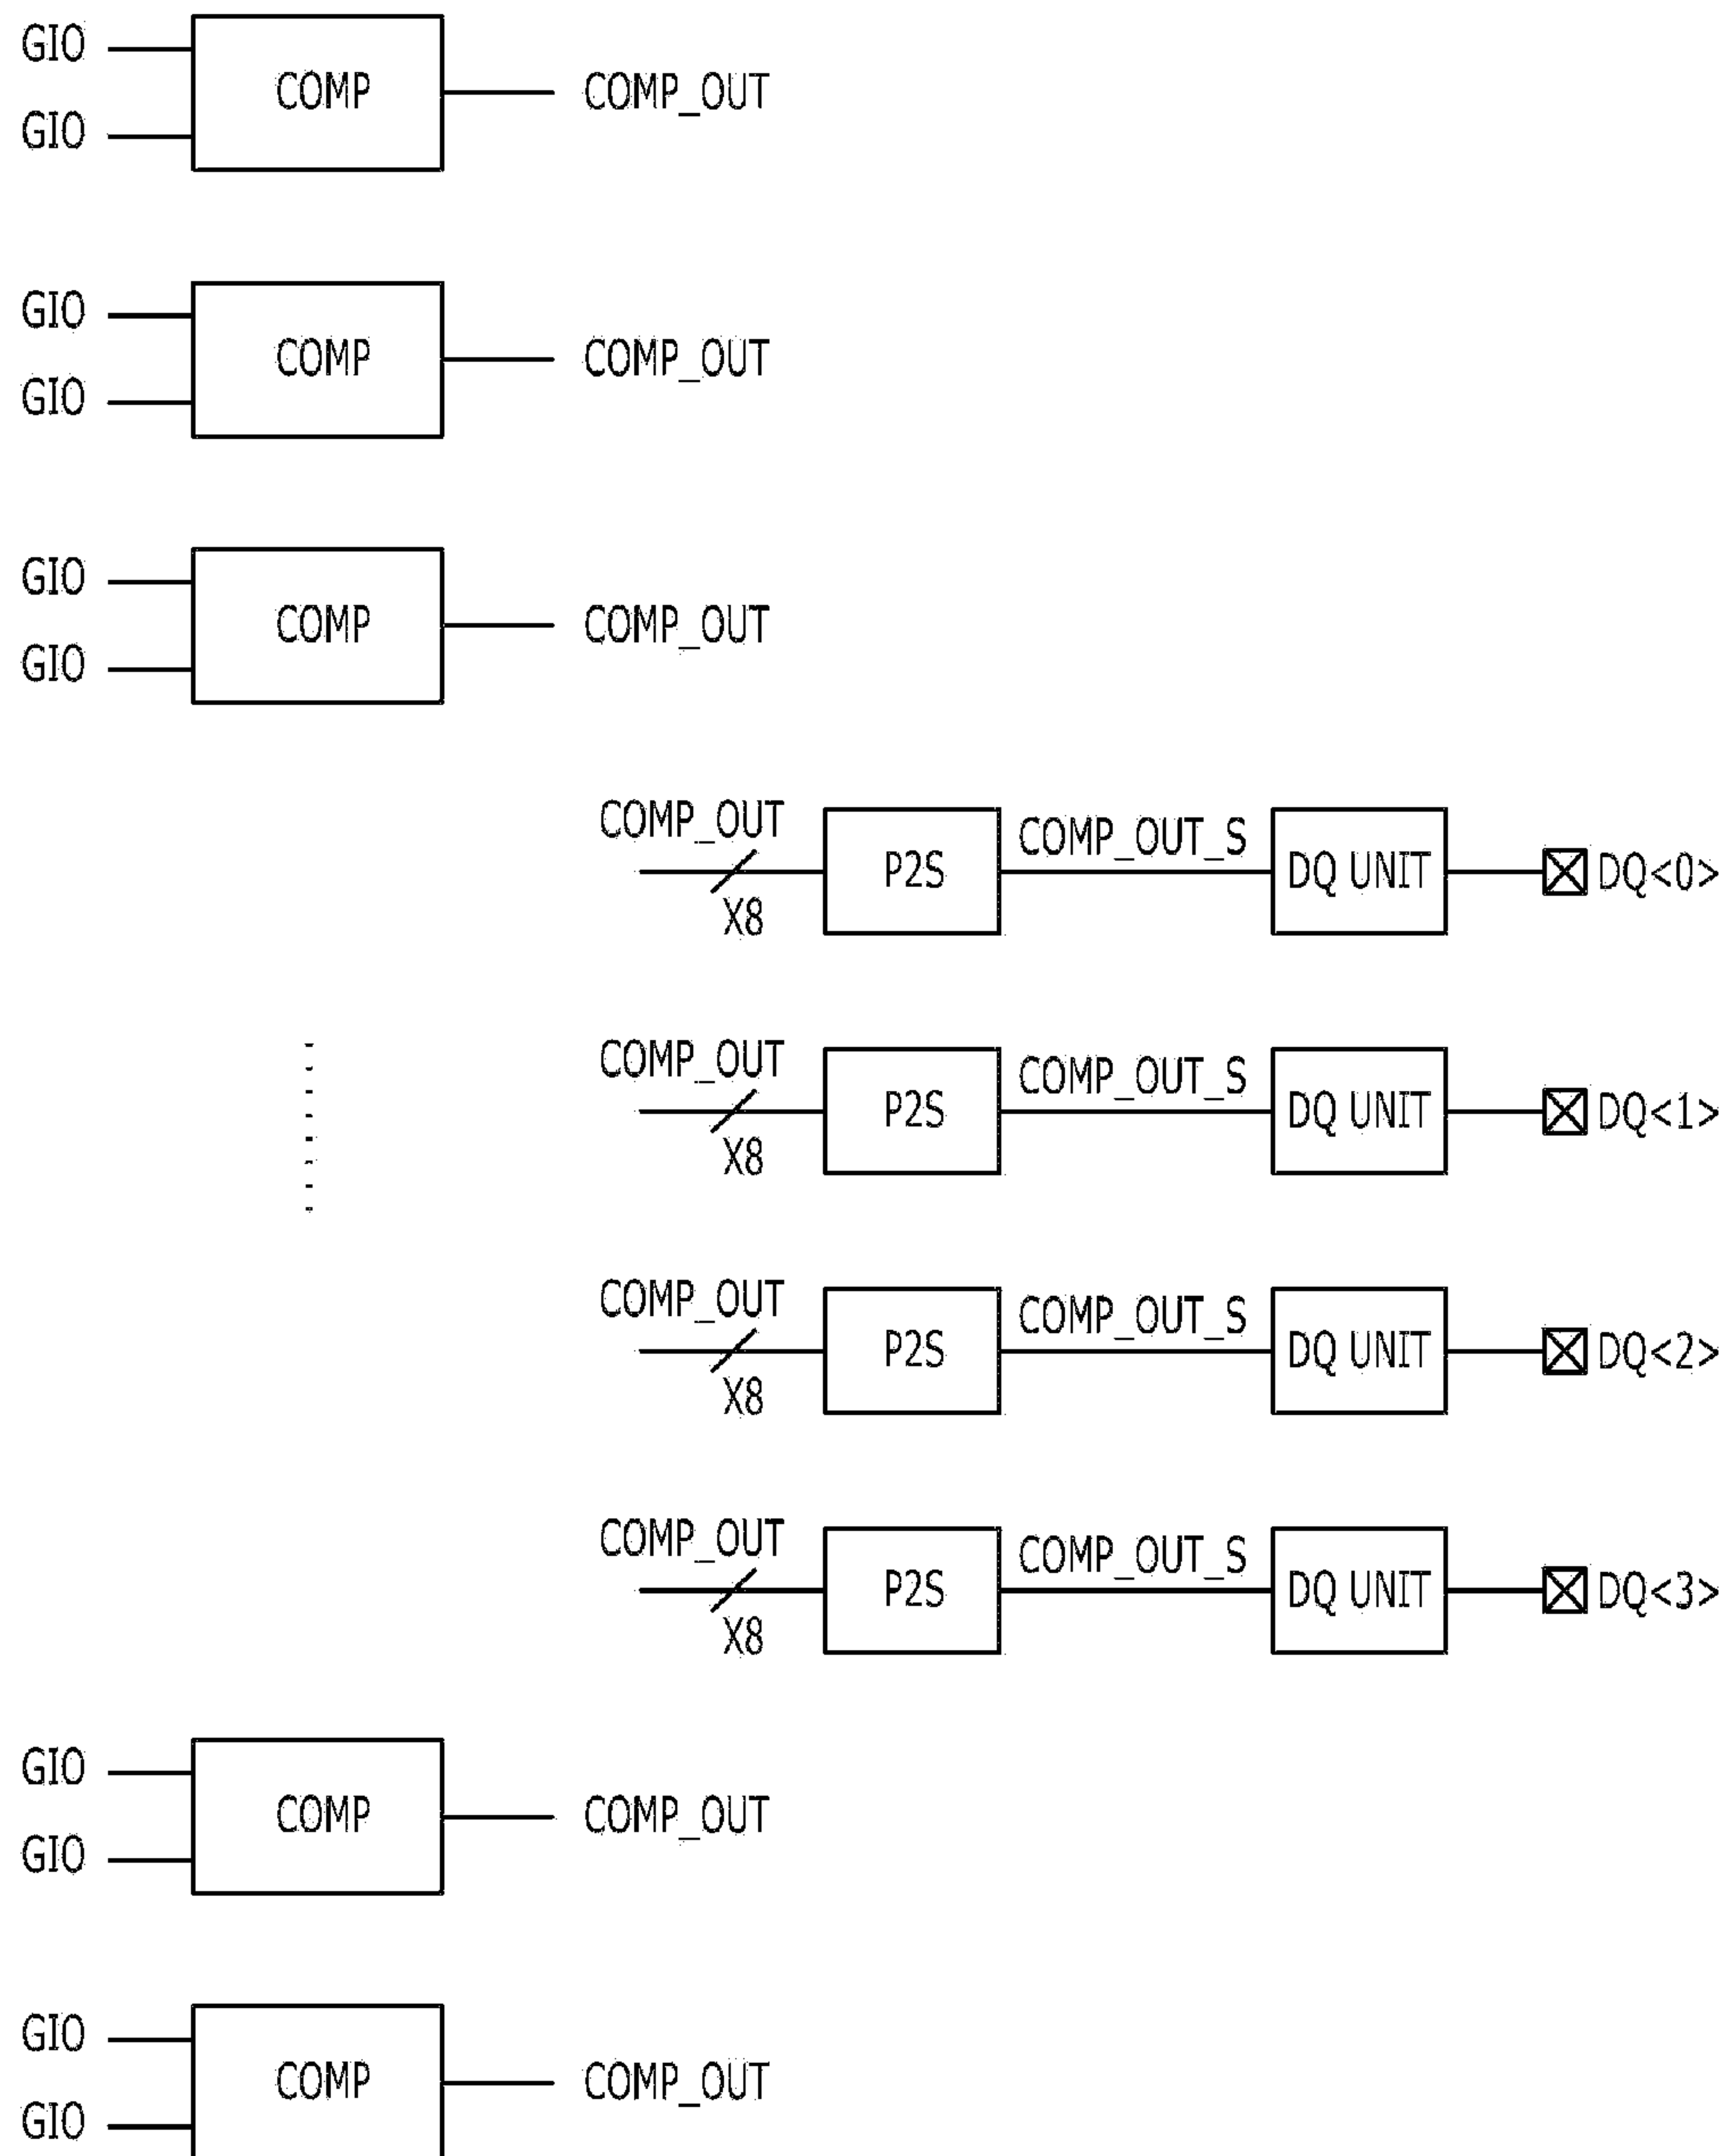 GIO
COMP COMP_OUT
GIO
GIO
COMP COMP_OUT
GIO
GIO
COMP COMP_OUT
GIO
COMP_OUT COMP_OUT_S
P2S DQ UNIT DQ<0>
X8
COMP_OUT COMP_OUT_S
P2S DQ UNIT DQ<1>
X8
COMP_OUT COMP_OUT_S
P2S DQ UNIT DQ<2>
X8
COMP_OUT COMP_OUT_S
P2S DQ UNIT DQ<3>
X8
GIO
COMP COMP_OUT
GIO
GIO
COMP COMP_OUT
GIO